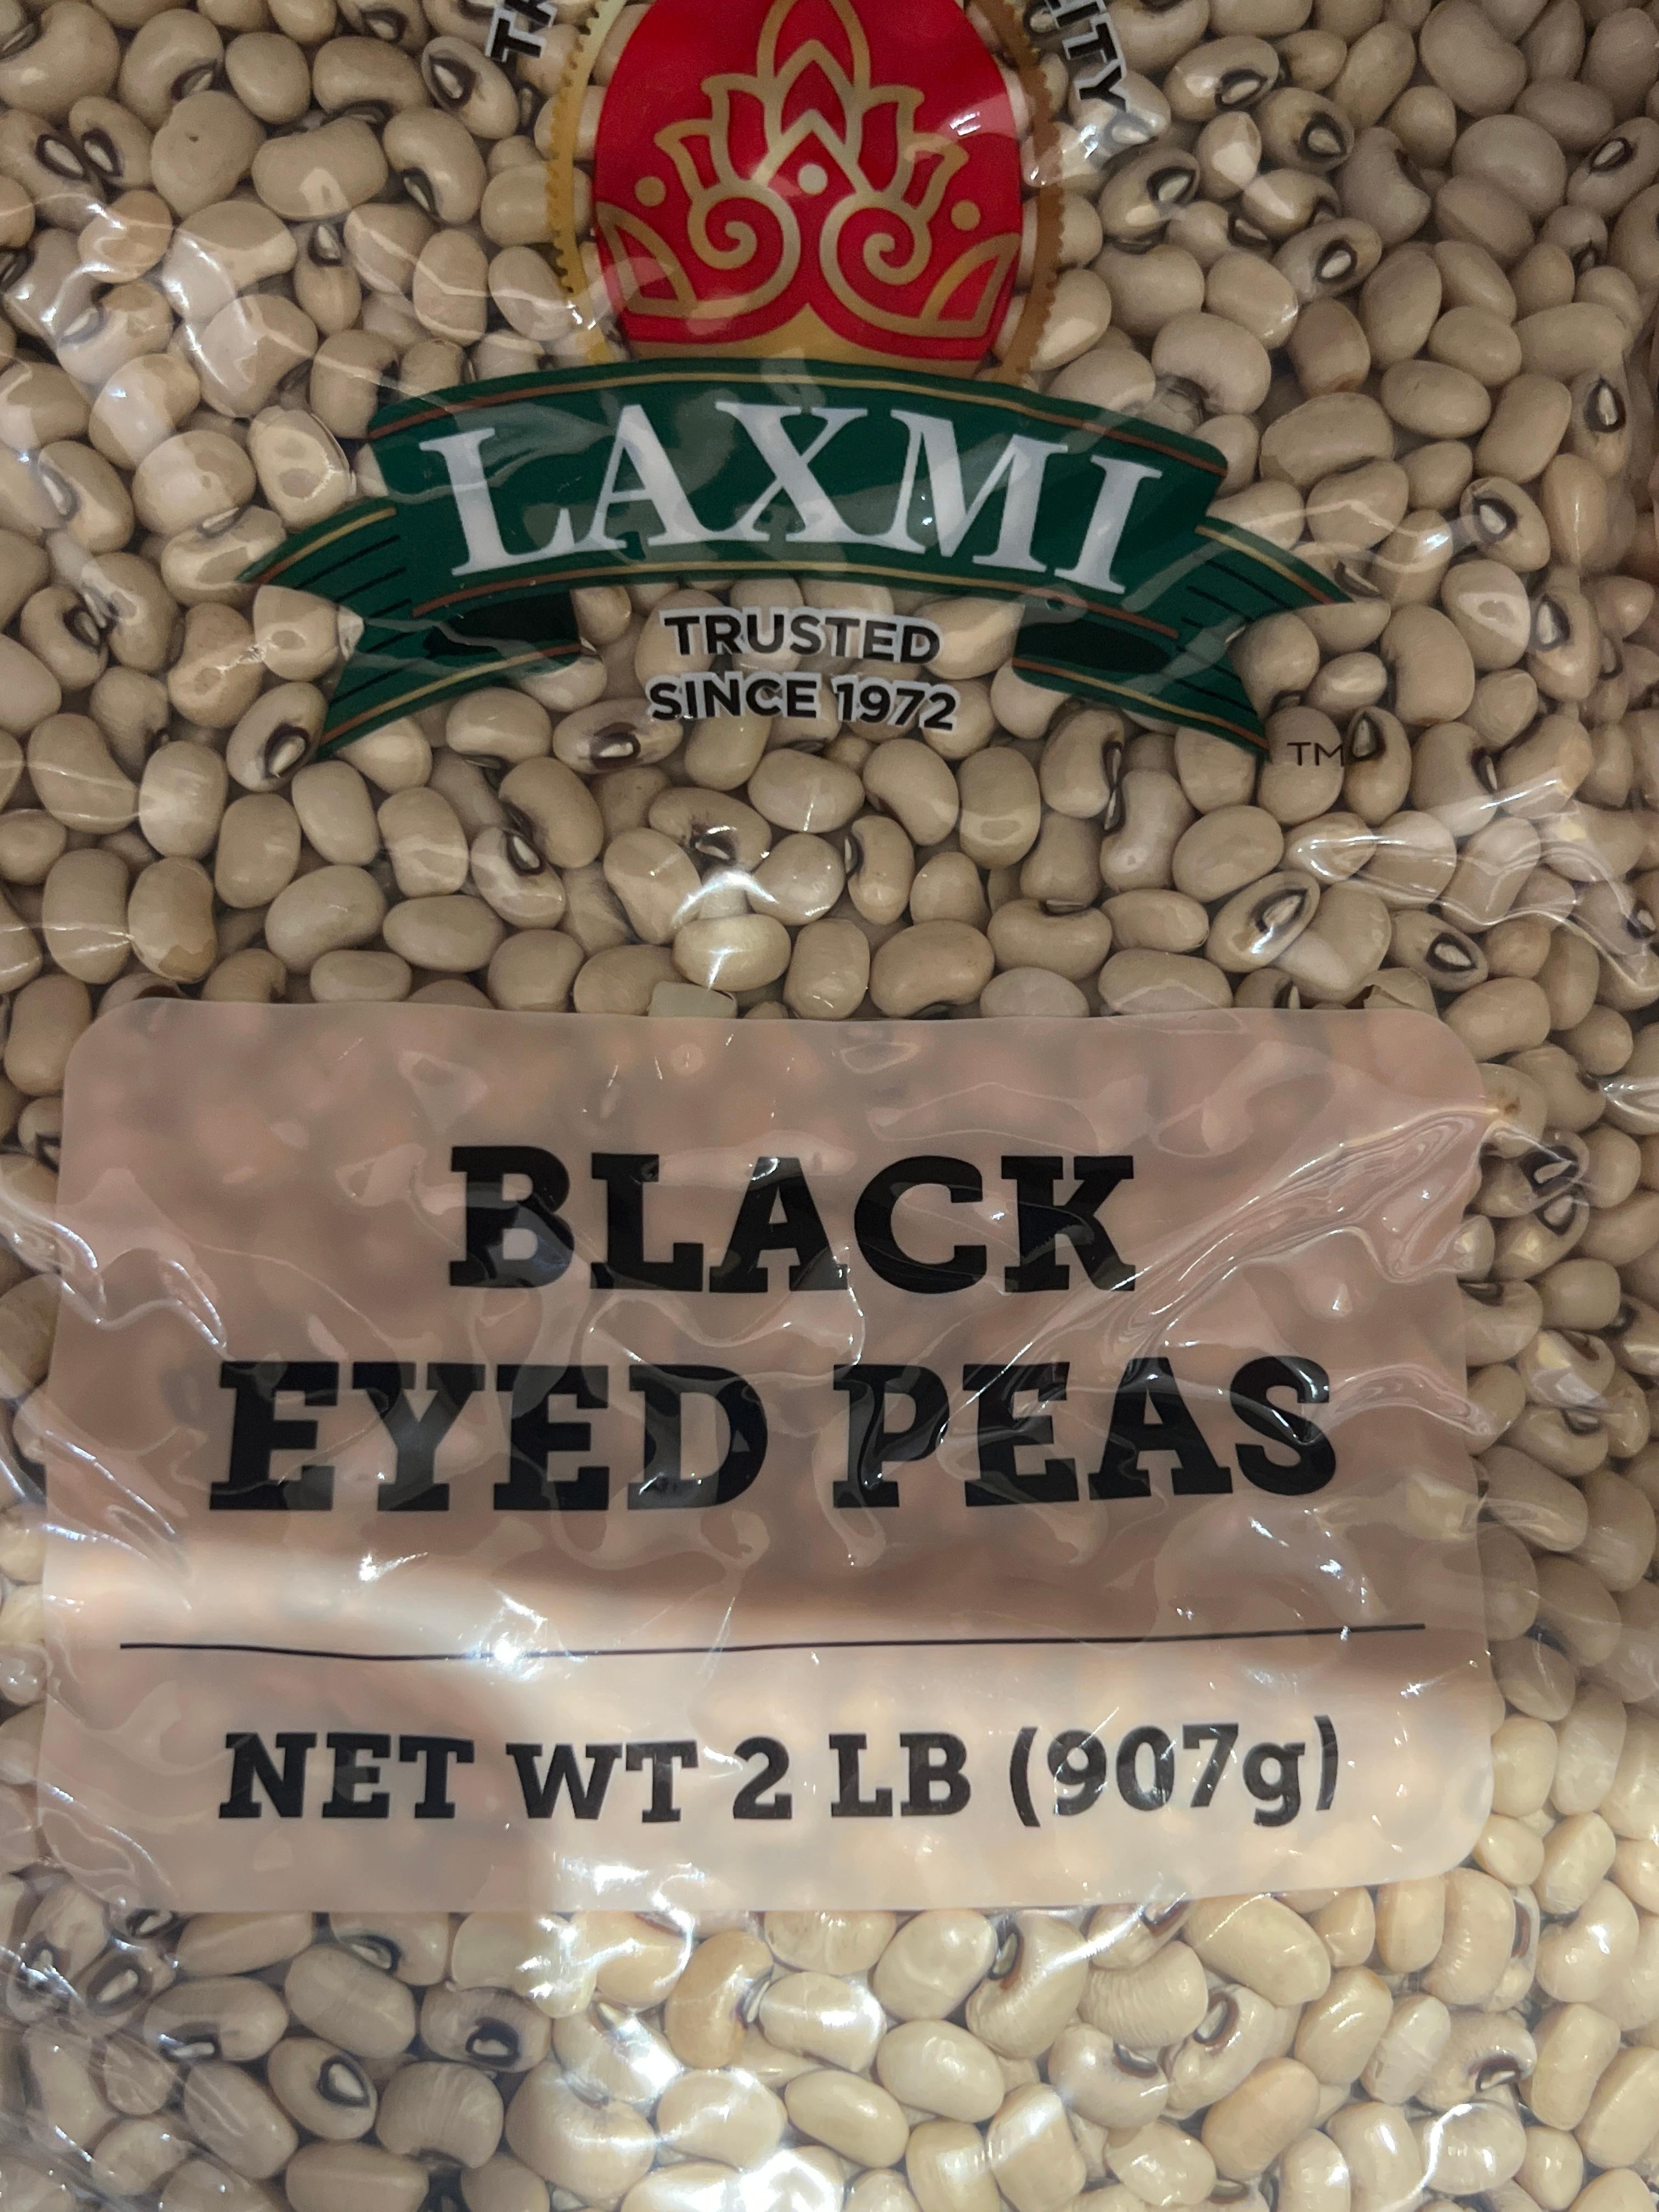 LAXMI
TRUSTED
SINCE 1972
TM
BLACK
EYED PEAS
NET WT 2 LB (907g)